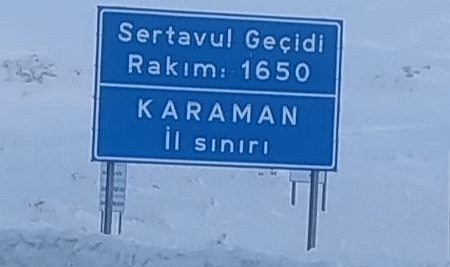 Sertavul Geçidi
Rakım: 1650
KARAMAN
İl sınırı